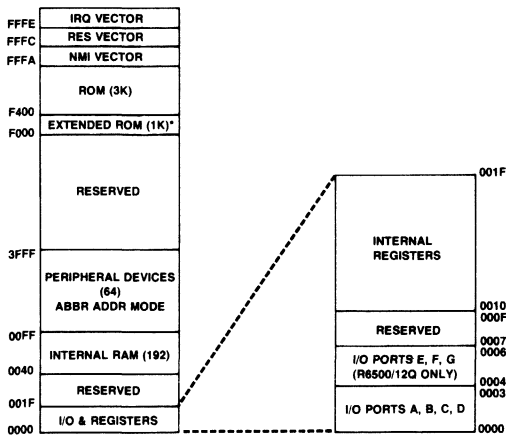 FFFE
IRQ VECTOR
FFFC
RES VECTOR
FFFA
NMI VECTOR
ROM (3K)
F400
EXTENDED ROM (1K)*
F000
RESERVED
3FFF
PERIPHERAL DEVICES
(64)
ABBR ADDR MODE
00FF
INTERNAL RAM (192)
0040
RESERVED
001F
I/O & REGISTERS
0000
001F
INTERNAL
REGISTERS
0010
000F
RESERVED
0007
0006
I/O PORTS E, F, G
(R6500/12Q ONLY)
0004
0003
I/O PORTS A, B, C, D
0000